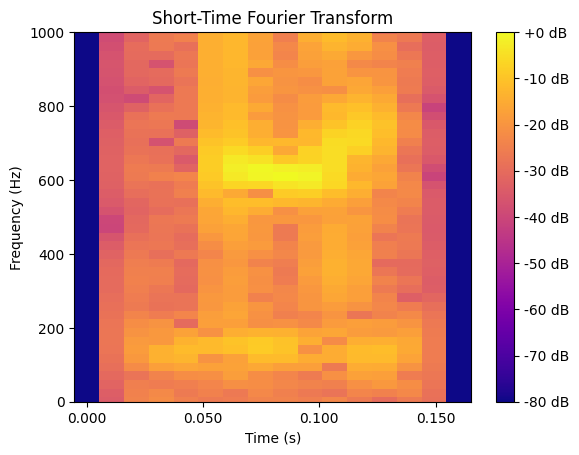 Short-Time Fourier Transform
Frequency (Hz)
1000
800
600
400
200
0
0.000
0.050
0.100
0.150
Time (s)
+0 dB
-10 dB
-20 dB
-30 dB
-40 dB
-50 dB
-60 dB
-70 dB
-80 dB